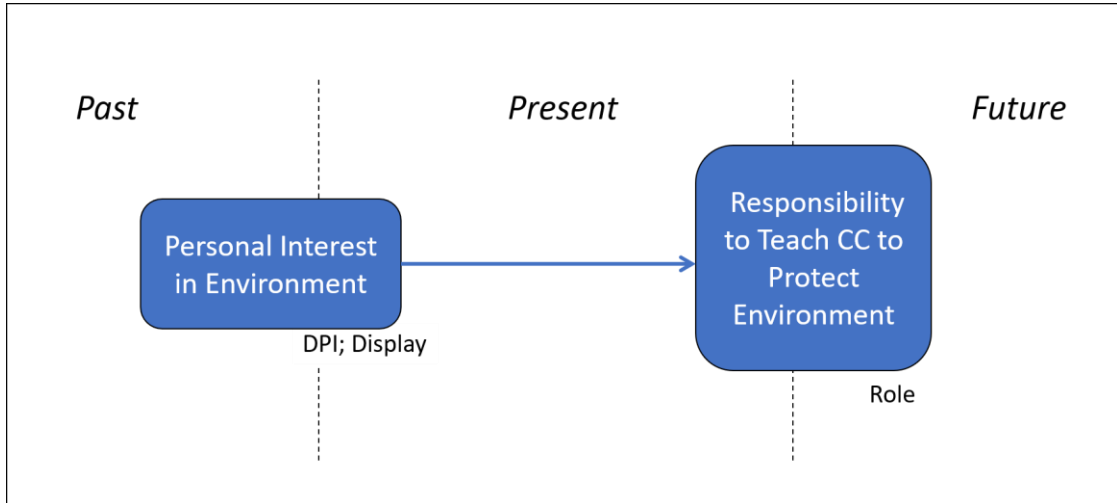 Past
Present
Future
Personal Interest
in Environment
DPI; Display
Responsibility
to Teach CC to
Protect
Environment
Role